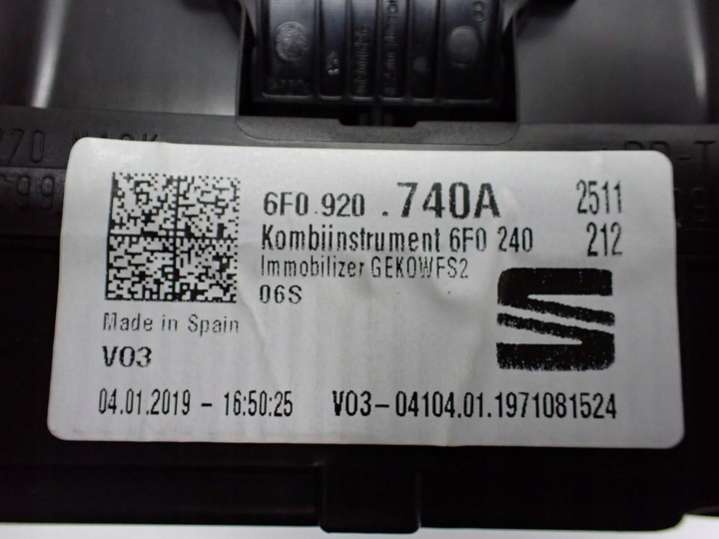 6F0 920 .740A 2511
Kombiinstrument 6F0 240 212
Immobilizer GEKOWFS2
06S
Made in Spain
V03
04.01.2019 - 16:50:25 V03-04104.01.1971081524